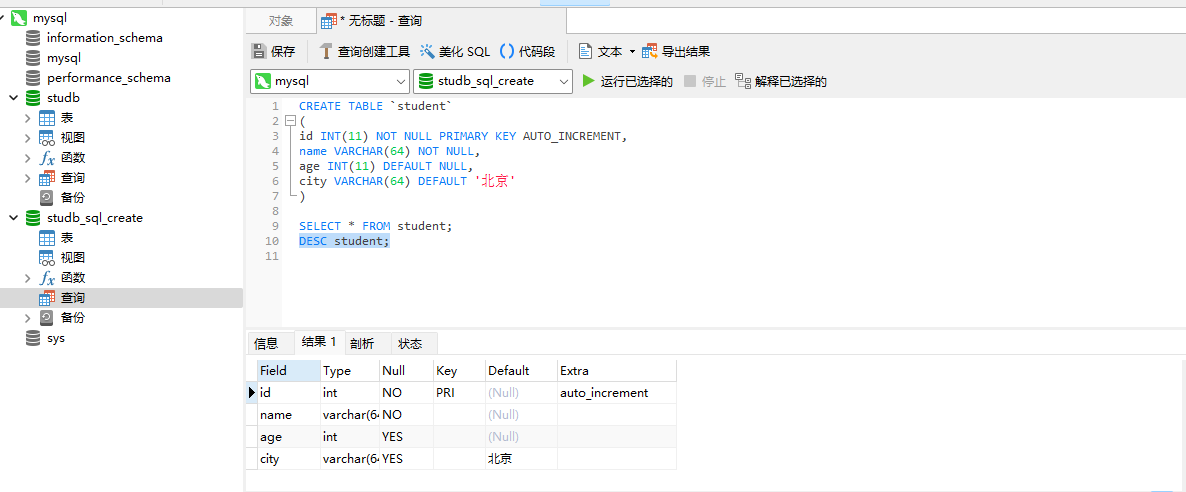 mysql
information_schema
mysql
performance_schema
studb
表
视图
函数
查询
备份
studb_sql_create
表
视图
函数
查询
备份
sys
对象 * 无标题 - 查询
保存 查询创建工具 美化 SQL 代码段 文本 导出结果
mysql studb_sql_create 运行已选择的 停止 解释已选择的
1 CREATE TABLE `student`
2 (
3 id INT(11) NOT NULL PRIMARY KEY AUTO_INCREMENT,
4 name VARCHAR(64) NOT NULL,
5 age INT(11) DEFAULT NULL,
6 city VARCHAR(64) DEFAULT '北京'
7 )
8
9 SELECT * FROM student;
10 DESC student;
11
信息 结果 1 剖析 状态
Field Type Null Key Default Extra
id int NO PRI (Null) auto_increment
name varchar(64 NO (Null)
age int YES (Null)
city varchar(64 YES 北京